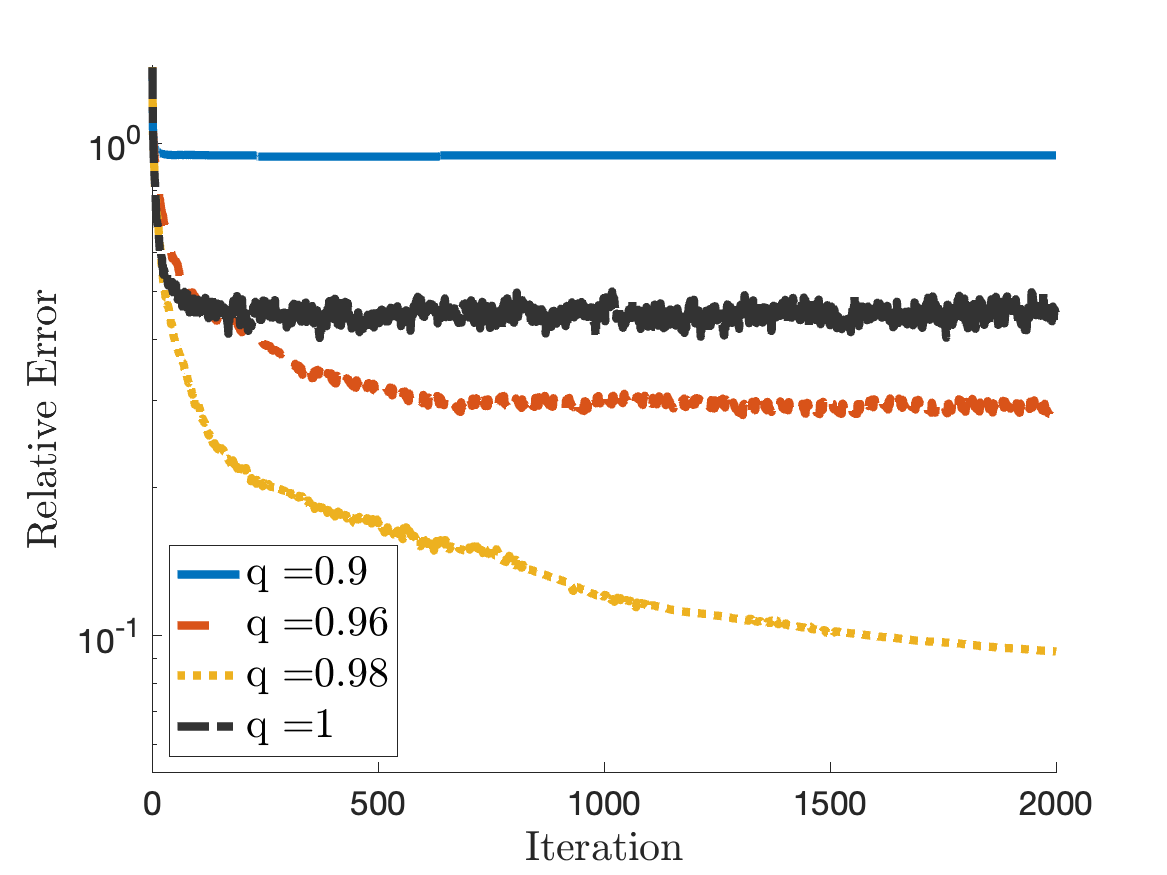 10^0
10^-1
Relative Error
q =0.9
q =0.96
q =0.98
q =1
0 500 1000 1500 2000
Iteration